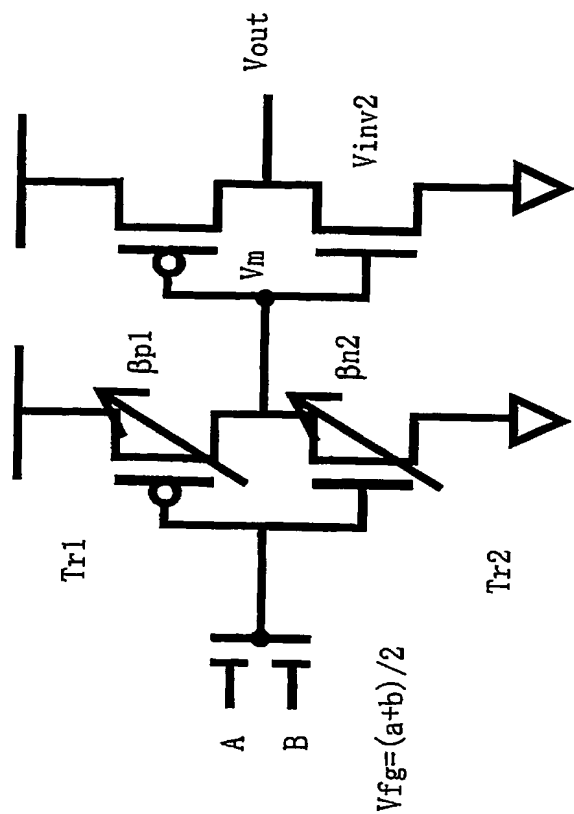 Vout
Vinv2
Vm
βp1
βn2
Tr1
Tr2
A
B
Vfg=(a+b)/2